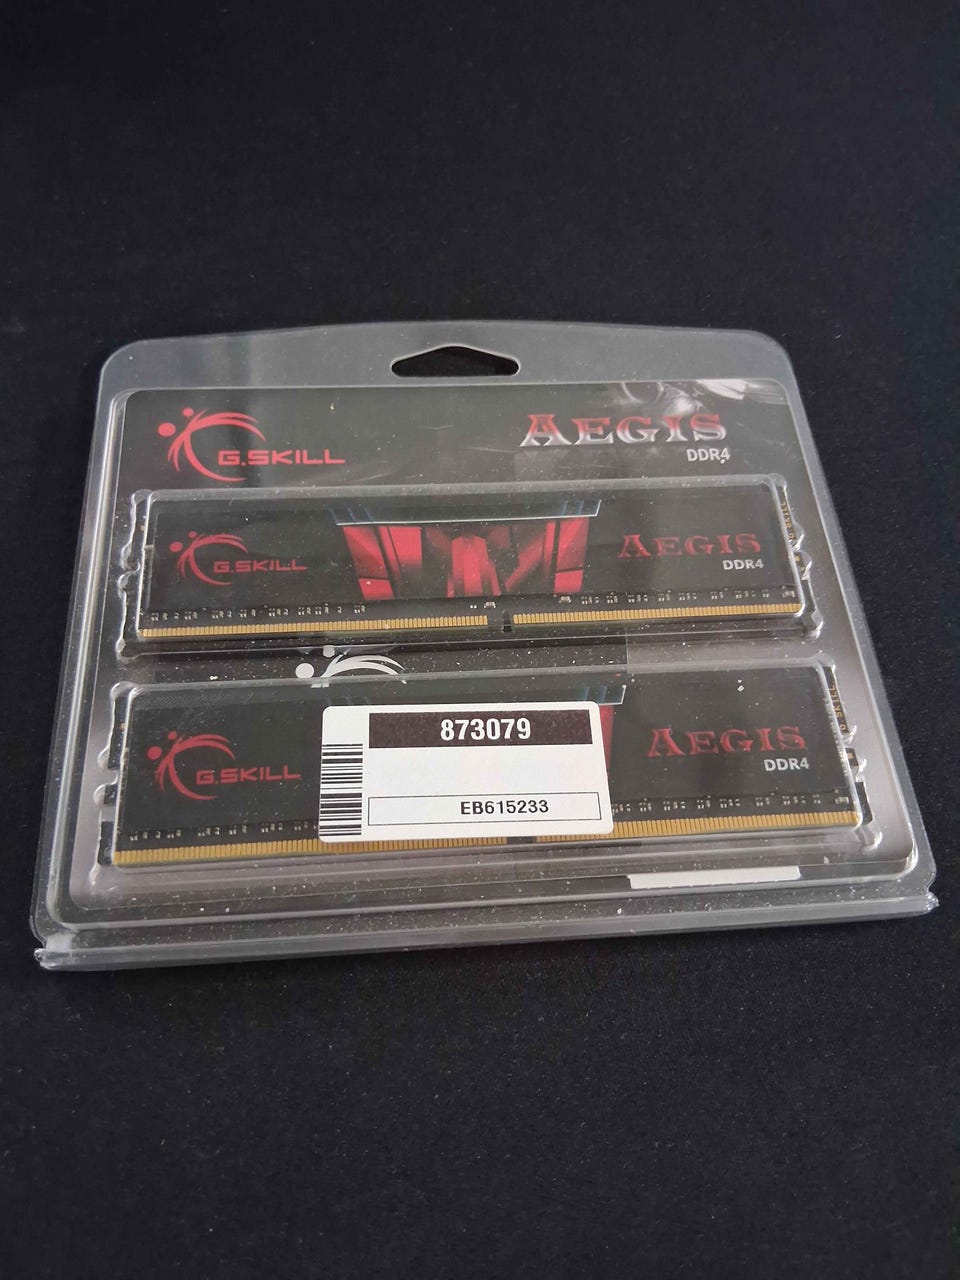 G.SKILL
AEGIS
DDR4
G.SKILL
AEGIS
DDR4
G.SKILL
AEGIS
DDR4
873079
EB615233